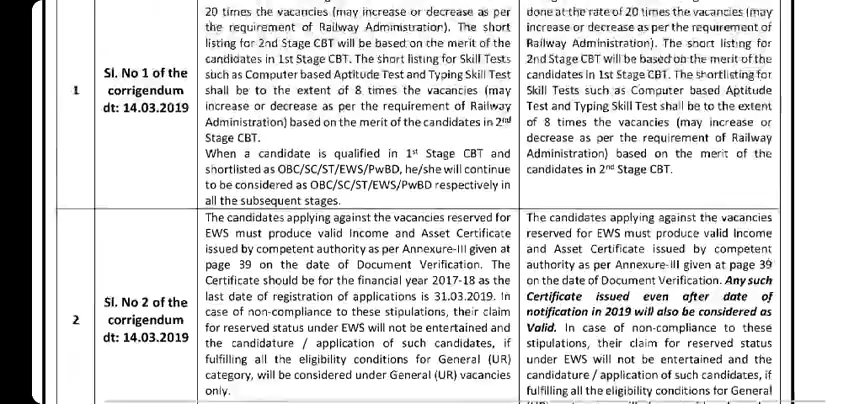 20 times the vacancies (may increase or decrease as per
the requirement of Railway Administration). The short
listing for 2nd Stage CBT will be based on the merit of the
candidates in 1st Stage CBT. The short listing for Skill Tests
such as Computer based Aptitude Test and Typing Skill Test
shall be to the extent of 8 times the vacancies (may
increase or decrease as per the requirement of Railway
Administration) based on the merit of the candidates in 2nd
Stage CBT.
When a candidate is qualified in 1st Stage CBT and
shortlisted as OBC/SC/ST/EWS/PwBD, he/she will continue
to be considered as OBC/SC/ST/EWS/PwBD respectively in
all the subsequent stages.
done at the rate of 20 times the vacancies (may
increase or decrease as per the requirement of
Railway Administration). The short listing for
2nd Stage CBT will be based on the merit of the
candidates in 1st Stage CBT. The shortlisting for
Skill Tests such as Computer based Aptitude
Test and Typing Skill Test shall be to the extent
of 8 times the vacancies (may increase or
decrease as per the requirement of Railway
Administration) based on the merit of the
candidates in 2nd Stage CBT.
1
Sl. No 1 of the
corrigendum
dt: 14.03.2019
2
Sl. No 2 of the
corrigendum
dt: 14.03.2019
The candidates applying against the vacancies reserved for
EWS must produce valid Income and Asset Certificate
issued by competent authority as per Annexure-III given at
page 39 on the date of Document Verification. The
Certificate should be for the financial year 2017-18 as the
last date of registration of applications is 31.03.2019. In
case of non-compliance to these stipulations, their claim
for reserved status under EWS will not be entertained and
the candidature / application of such candidates, if
fulfilling all the eligibility conditions for General (UR)
category, will be considered under General (UR) vacancies
only.
The candidates applying against the vacancies
reserved for EWS must produce valid Income
and Asset Certificate issued by competent
authority as per Annexure-III given at page 39
on the date of Document Verification. Any such
Certificate issued even after date of
notification in 2019 will also be considered as
Valid. In case of non-compliance to these
stipulations, their claim for reserved status
under EWS will not be entertained and the
candidature / application of such candidates, if
fulfilling all the eligibility conditions for General